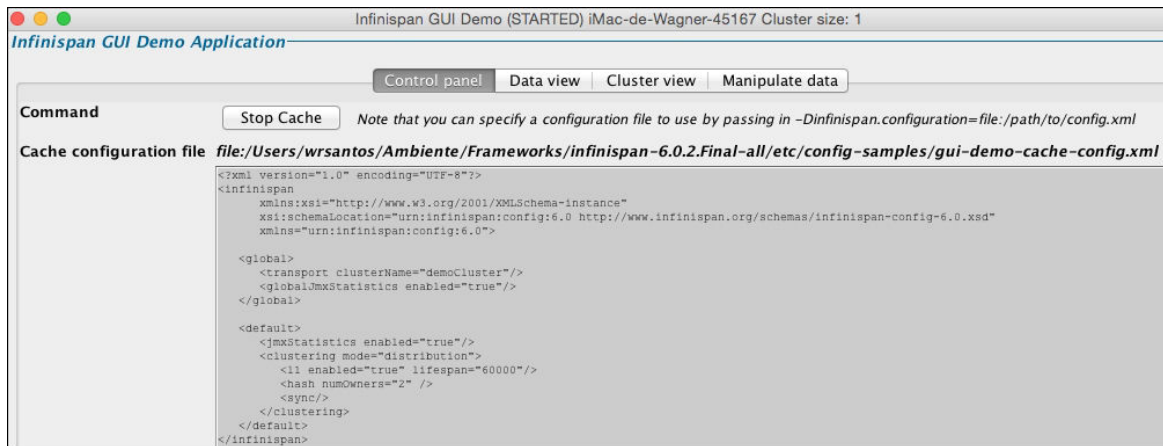 Infinispan GUI Demo (STARTED) iMac-de-Wagner-45167 Cluster size: 1
Infinispan GUI Demo Application
Control panel Data view Cluster view Manipulate data
Command Stop Cache Note that you can specify a configuration file to use by passing in -Dinfinispan.configuration=file:/path/to/config.xml
Cache configuration file file:/Users/wrsantos/Ambiente/Frameworks/infinispan-6.0.2.Final-all/etc/config-samples/gui-demo-cache-config.xml
<?xml version="1.0" encoding="UTF-8"?>
<infinispan
xmlns:xsi="http://www.w3.org/2001/XMLSchema-instance"
xsi:schemaLocation="urn:infinispan:config:6.0 http://www.infinispan.org/schemas/infinispan-config-6.0.xsd"
xmlns="urn:infinispan:config:6.0">
<global>
<transport clusterName="demoCluster"/>
<globalJmxStatistics enabled="true"/>
</global>
<default>
<jmxStatistics enabled="true"/>
<clustering mode="distribution">
<l1 enabled="true" lifespan="60000"/>
<hash numOwners="2" />
<sync/>
</clustering>
</default>
</infinispan>